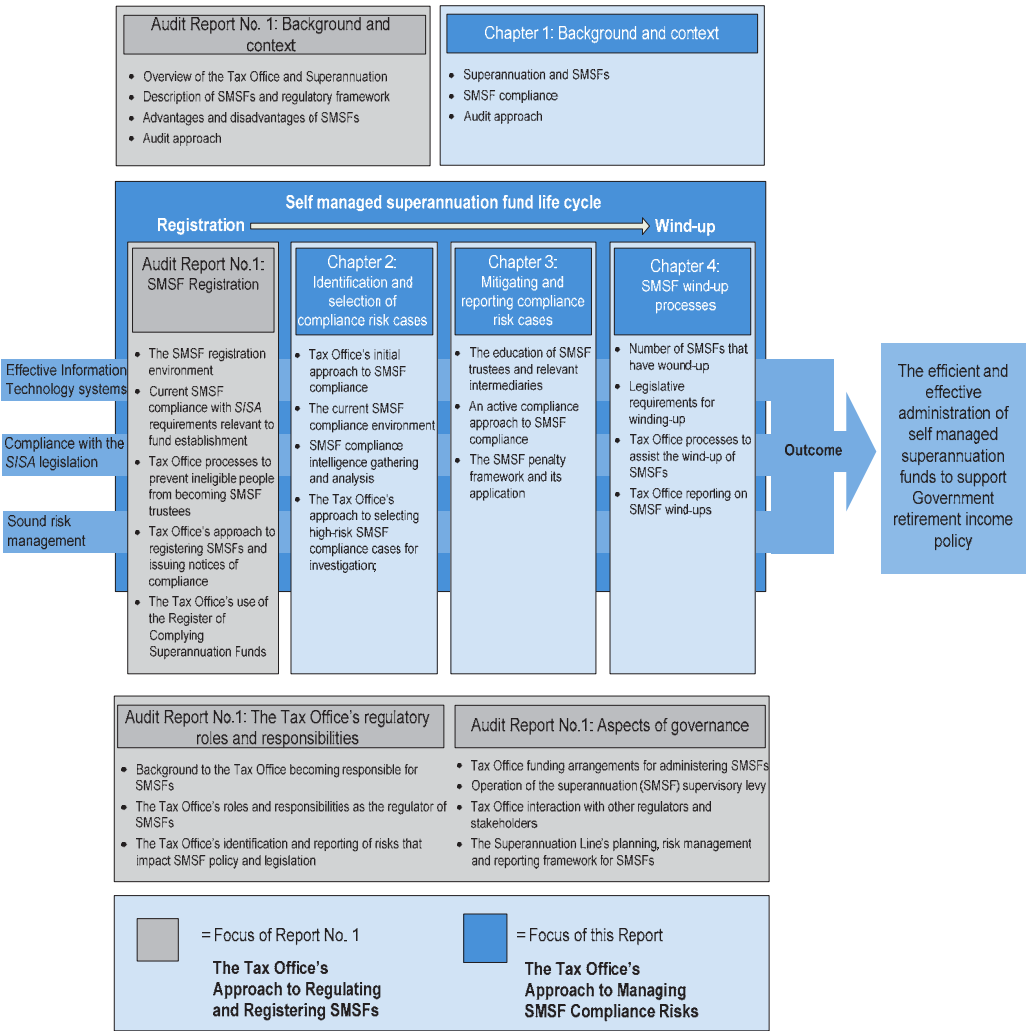 Audit Report No. 1: Background and
context
• Overview of the Tax Office and Superannuation
• Description of SMSFs and regulatory framework
• Advantages and disadvantages of SMSFs
• Audit approach
Chapter 1: Background and context
• Superannuation and SMSFs
• SMSF compliance
• Audit approach
Self managed superannuation fund life cycle
Registration
Wind-up
Effective Information
Technology systems
Compliance with the
SISA legislation
Sound risk
management
Audit Report No.1:
SMSF Registration
• The SMSF registration
environment
• Current SMSF
compliance with SISA
requirements relevant to
fund establishment
• Tax Office processes to
prevent ineligible people
from becoming SMSF
trustees
• Tax Office's approach to
registering SMSFs and
issuing notices of
compliance
• The Tax Office's use of
the Register of
Complying
Superannuation Funds
Chapter 2:
Identification and
selection of
compliance risk cases
• Tax Office's initial
approach to SMSF
compliance
• The current SMSF
compliance environment
• SMSF compliance
intelligence gathering
and analysis
• The Tax Office's
approach to selecting
high-risk SMSF
compliance cases for
investigation;
Chapter 3:
Mitigating and
reporting compliance
risk cases
• The education of SMSF
trustees and relevant
intermediaries
• An active compliance
approach to SMSF
compliance
• The SMSF penalty
framework and its
application
Chapter 4:
SMSF wind-up
processes
• Number of SMSFs that
have wound-up
• Legislative
requirements for
winding-up
• Tax Office processes to
assist the wind-up of
SMSFs
• Tax Office reporting on
SMSF wind-ups
Outcome
The efficient and
effective
administration of
self managed
superannuation
funds to support
Government
retirement income
policy
Audit Report No.1: The Tax Office's regulatory
roles and responsibilities
• Background to the Tax Office becoming responsible for
SMSFs
• The Tax Office's roles and responsibilities as the regulator of
SMSFs
• The Tax Office's identification and reporting of risks that
impact SMSF policy and legislation
Audit Report No.1: Aspects of governance
• Tax Office funding arrangements for administering SMSFs
• Operation of the superannuation (SMSF) supervisory levy
• Tax Office interaction with other regulators and
stakeholders
• The Superannuation Line's planning, risk management
and reporting framework for SMSFs
= Focus of Report No. 1
The Tax Office's
Approach to Regulating
and Registering SMSFs
= Focus of this Report
The Tax Office's
Approach to Managing
SMSF Compliance Risks